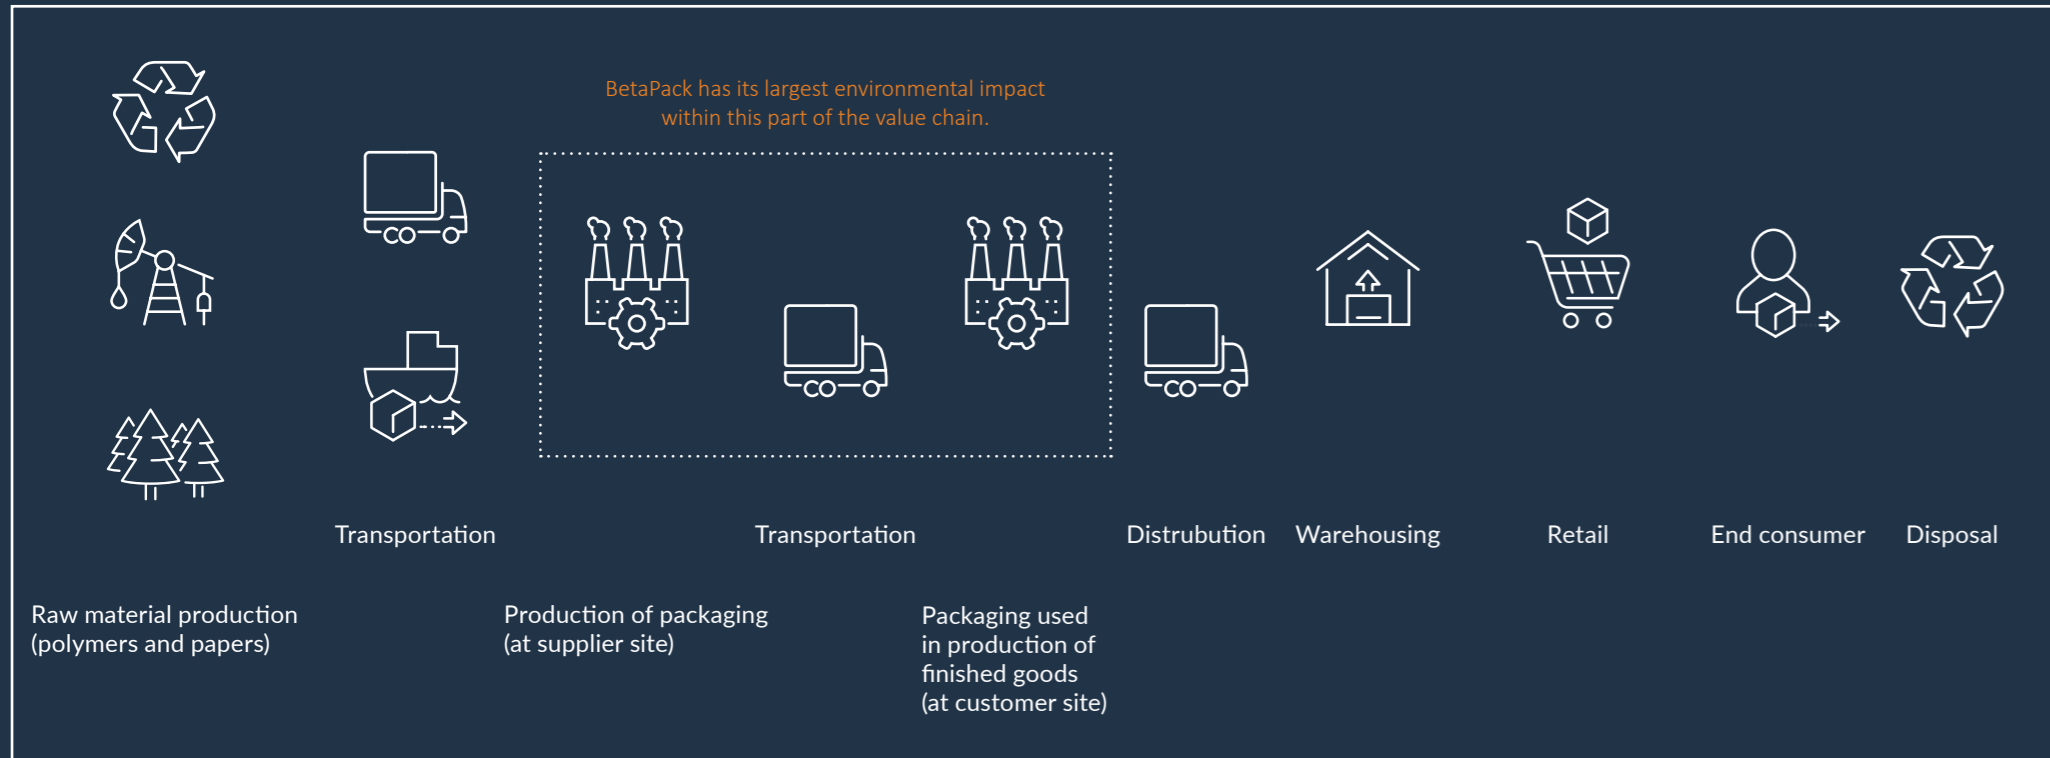 BetaPack has its largest environmental impact
within this part of the value chain.
Transportation
Transportation
Distrubution
Warehousing
Retail
End consumer
Disposal
Raw material production
(polymers and papers)
Production of packaging
(at supplier site)
Packaging used
in production of
finished goods
(at customer site)